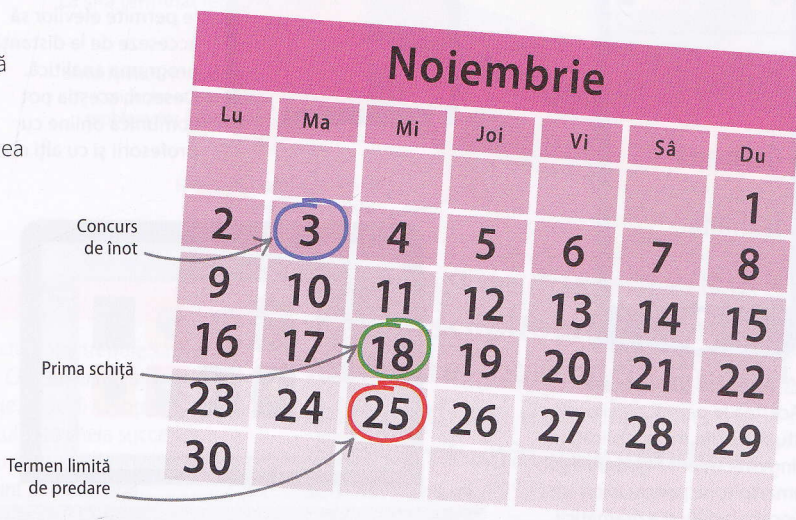 ă
ea
Noiembrie
Lu Ma Mi Joi Vi Sâ Du
1
2 3 4 5 6 7 8
9 10 11 12 13 14 15
16 17 18 19 20 21 22
23 24 25 26 27 28 29
30
Concurs
de înot
Prima schiță
Termen limită
de predare